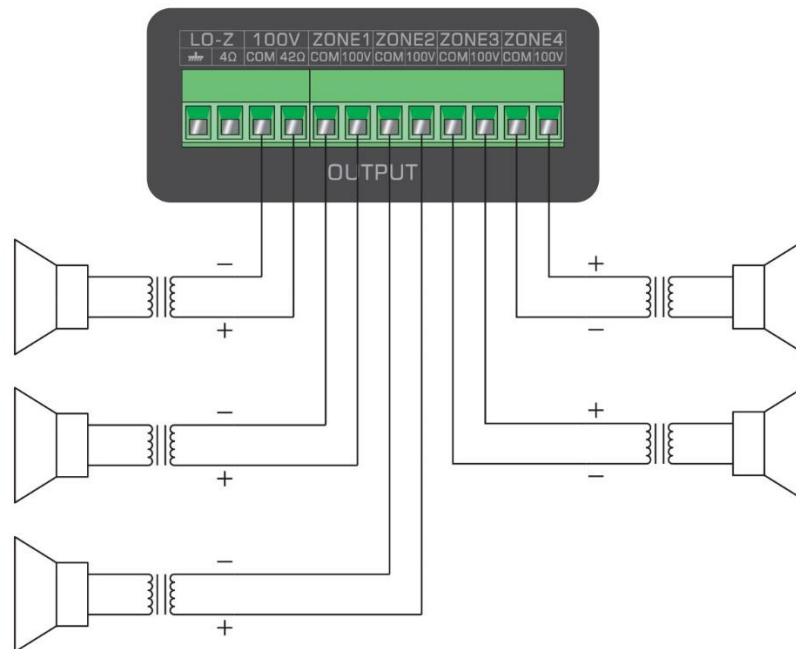 LO-Z 100V ZONE1 ZONE2 ZONE3 ZONE4
4Ω COM 42Ω COM 100V COM 100V COM 100V COM 100V
OUTPUT
− +
+ −
− +
+ −
−
+